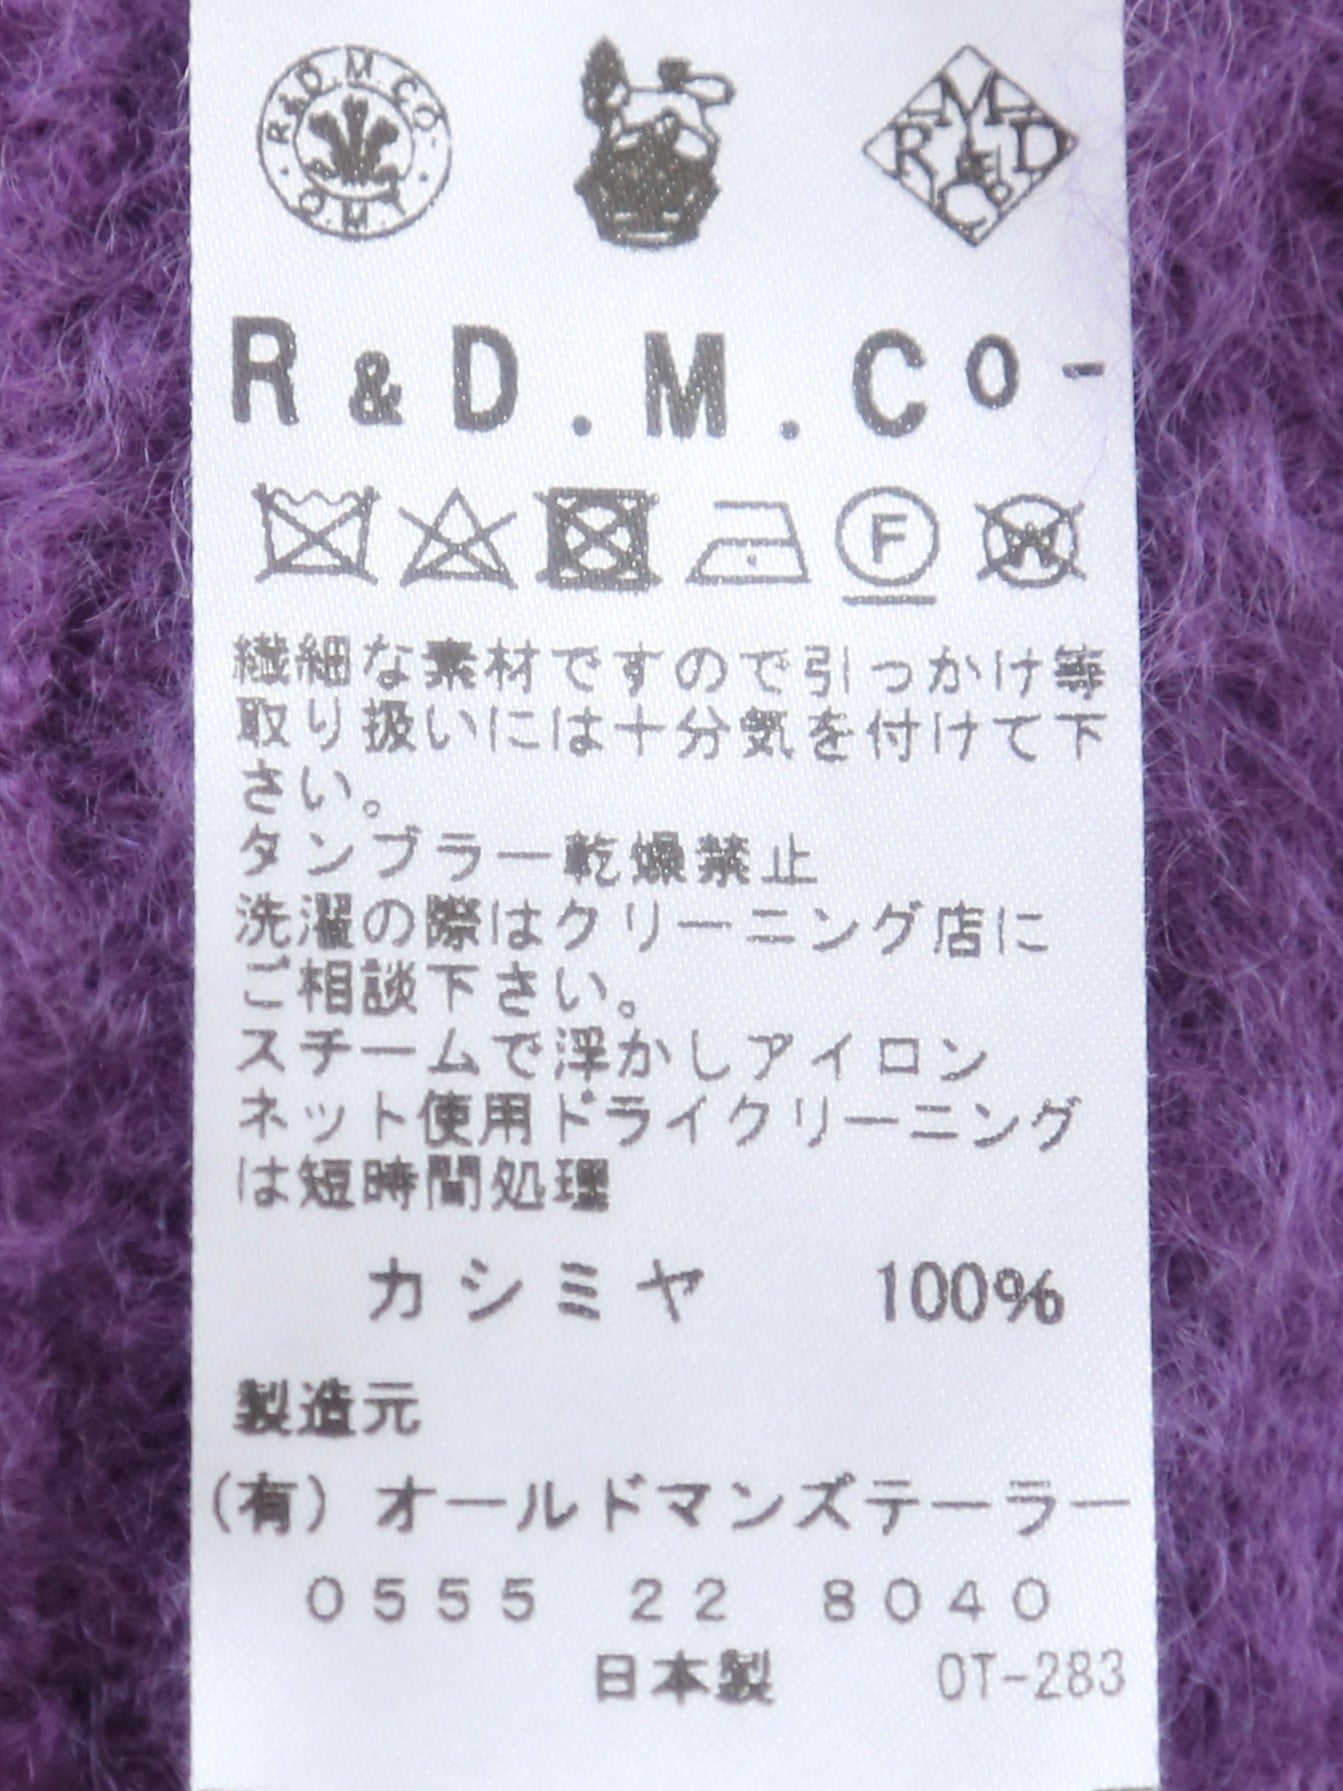 R&D.M.CO-
O.M.T
M
R & D
Co
R&D.M.Co-
F
W
繊細な素材ですので引っかけ等
取り扱いには十分気を付けて下
さい。
タンブラー乾燥禁止
洗濯の際はクリーニング店に
ご相談下さい。
スチームで浮かしアイロン
ネット使用ドライクリーニング
は短時間処理
カシミヤ 100%
製造元
(有)オールドマンズテーラー
0555 22 8040
日本製 OT-283